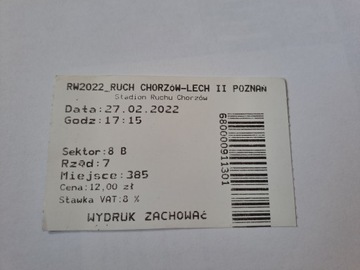 RW2022_RUCH CHORZóW-LECH II POZNAń
Stadion Ruchu Chorzów
Data:27.02.2022
Godz:17:15
Sektor:8 B
Rząd:7
Miejsce:385
Cena:12,00 zł
Stawka VAT:8 %
WYDRUK ZACHOWAć
6800000911301